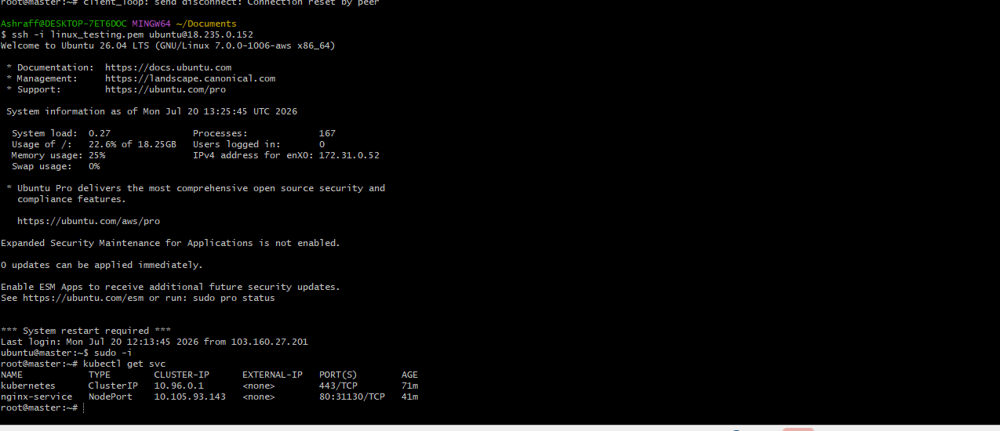 root@master:~# client_loop: send disconnect: Connection reset by peer
Ashraff@DESKTOP-7ET6DOC MINGW64 ~/Documents
$ ssh -i linux_testing.pem ubuntu@18.235.0.152
Welcome to Ubuntu 26.04 LTS (GNU/Linux 7.0.0-1006-aws x86_64)
 * Documentation:  https://docs.ubuntu.com
 * Management:     https://landscape.canonical.com
 * Support:        https://ubuntu.com/pro
 System information as of Mon Jul 20 13:25:45 UTC 2026
  System load:  0.27               Processes:             167
  Usage of /:   22.6% of 18.25GB   Users logged in:       0
  Memory usage: 25%                IPv4 address for enX0: 172.31.0.52
  Swap usage:   0%
 * Ubuntu Pro delivers the most comprehensive open source security and
   compliance features.
   https://ubuntu.com/aws/pro
Expanded Security Maintenance for Applications is not enabled.
0 updates can be applied immediately.
Enable ESM Apps to receive additional future security updates.
See https://ubuntu.com/esm or run: sudo pro status
*** System restart required ***
Last login: Mon Jul 20 12:13:45 2026 from 103.160.27.201
ubuntu@master:~$ sudo -i
root@master:~# kubectl get svc
NAME            TYPE        CLUSTER-IP      EXTERNAL-IP   PORT(S)        AGE
kubernetes      ClusterIP   10.96.0.1       <none>        443/TCP        71m
nginx-service   NodePort    10.105.93.143   <none>        80:31130/TCP   41m
root@master:~#